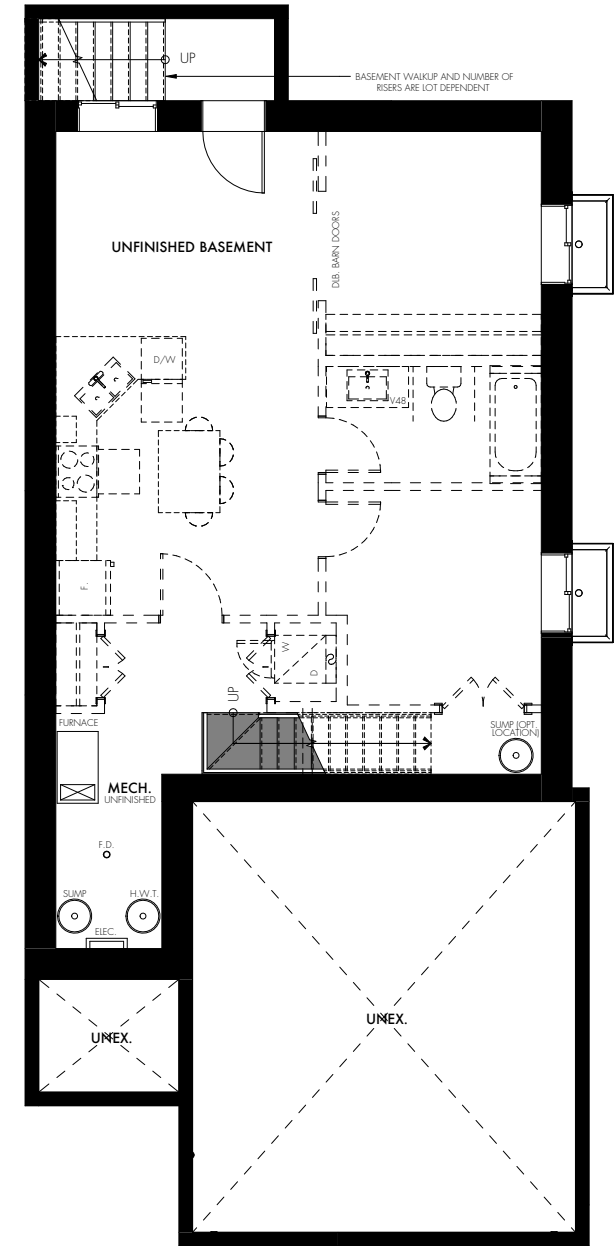 UP
BASEMENT WALKUP AND NUMBER OF
RISERS ARE LOT DEPENDENT
UNFINISHED BASEMENT
DLB. BARN DOORS
D/W
V48
F.
W
D
UP
FURNACE
SUMP (OPT.
LOCATION)
MECH.
UNFINISHED
F.D.
SUMP
H.W.T.
ELEC.
UNEX.
UNEX.